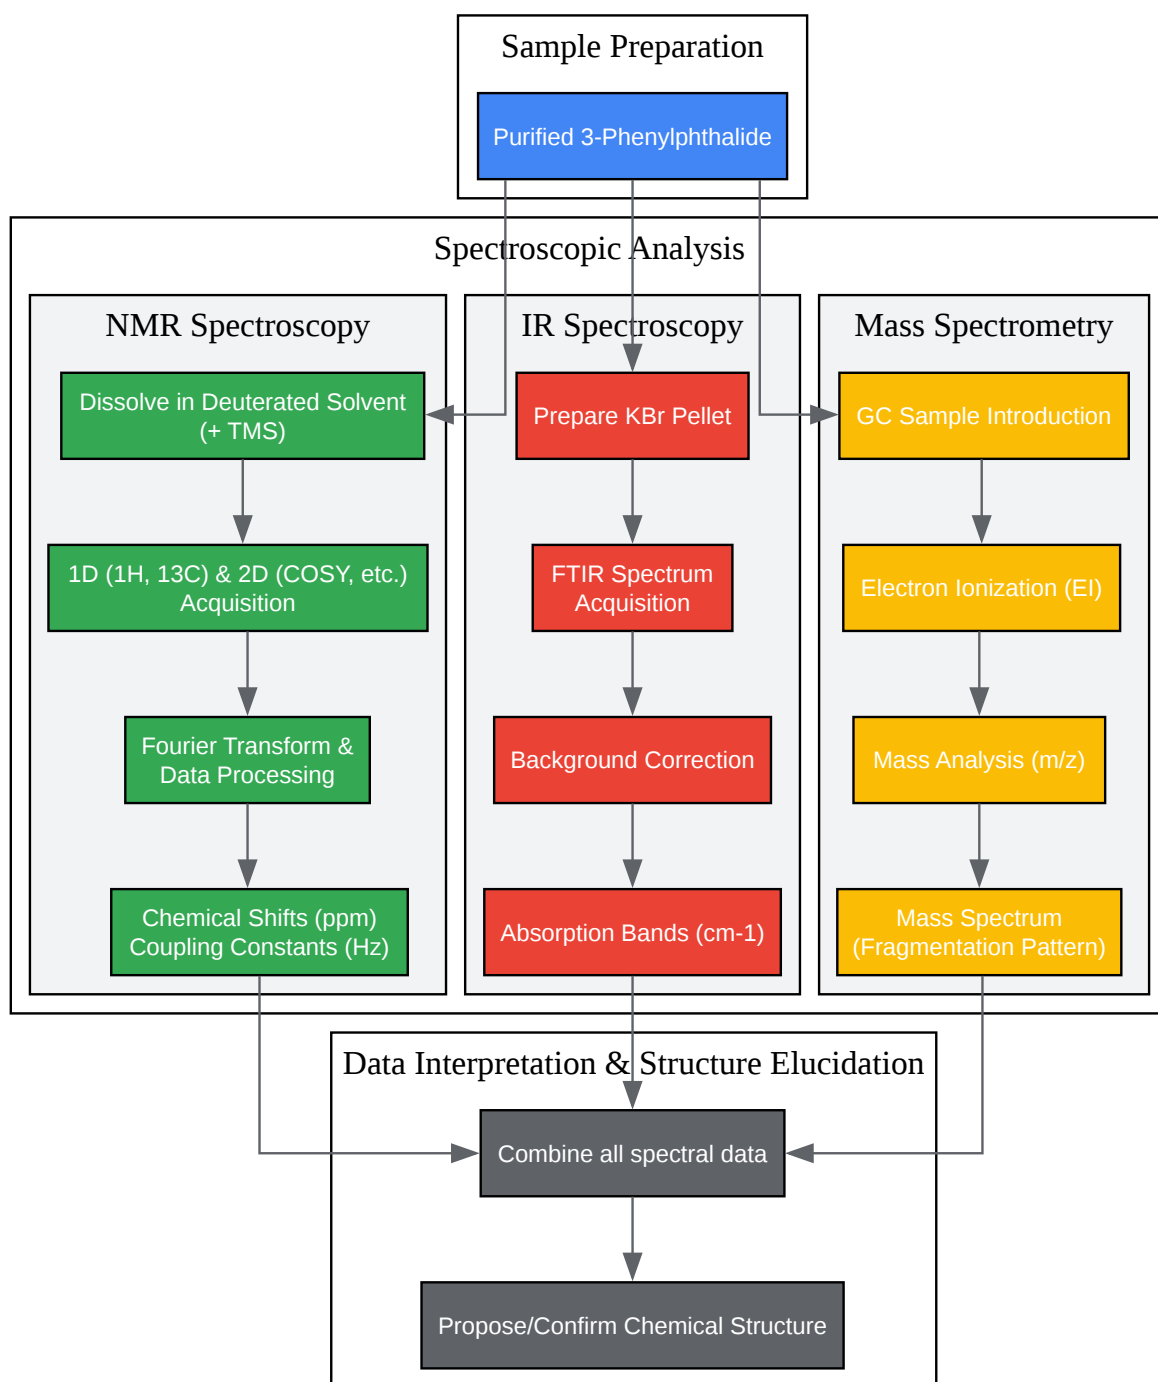 Sample Preparation
Purified 3-Phenylphthalide
Spectroscopic Analysis
NMR Spectroscopy
Dissolve in Deuterated Solvent
(+ TMS)
1D (1H, 13C) & 2D (COSY, etc.)
Acquisition
Fourier Transform &
Data Processing
Chemical Shifts (ppm)
Coupling Constants (Hz)
IR Spectroscopy
Prepare KBr Pellet
FTIR Spectrum
Acquisition
Background Correction
Absorption Bands (cm-1)
Mass Spectrometry
GC Sample Introduction
Electron Ionization (EI)
Mass Analysis (m/z)
Mass Spectrum
(Fragmentation Pattern)
Data Interpretation & Structure Elucidation
Combine all spectral data
Propose/Confirm Chemical Structure